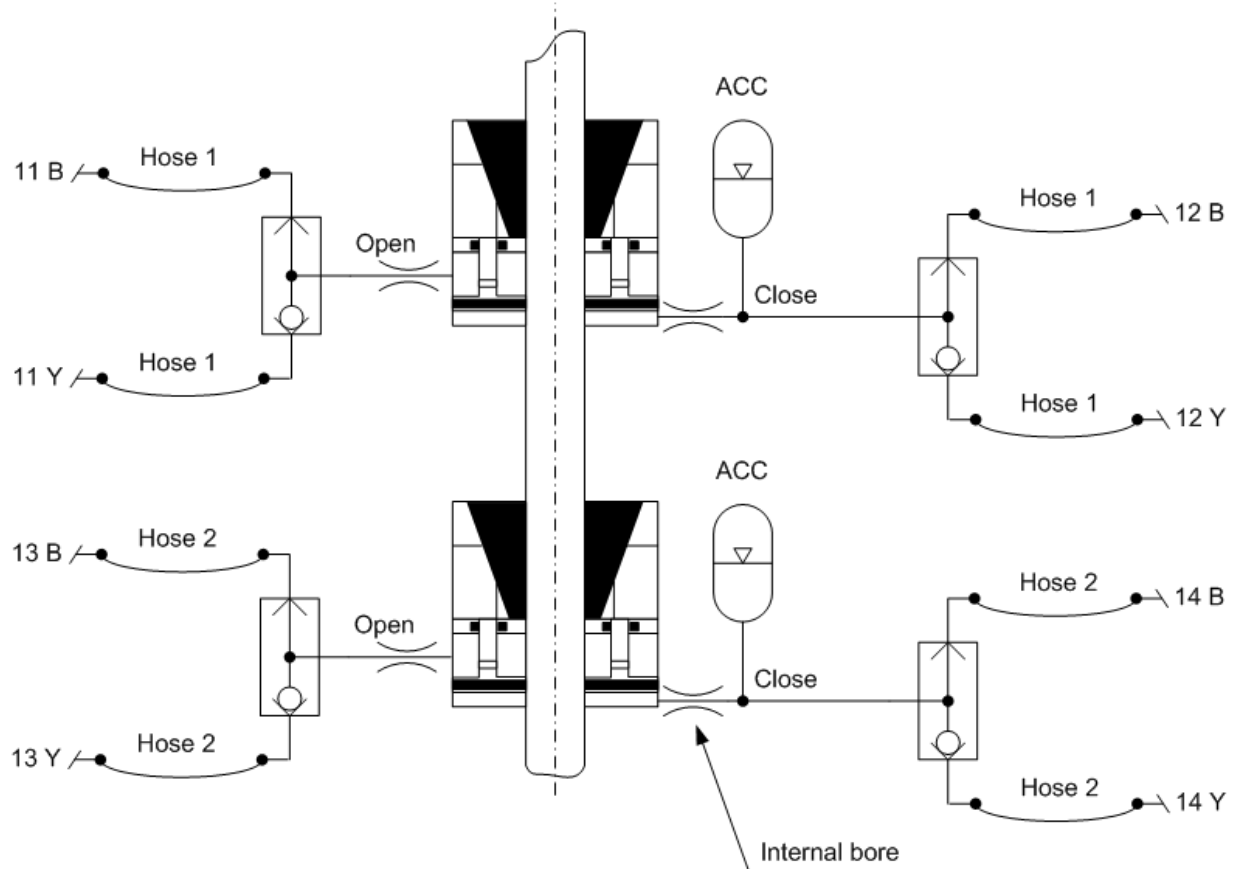 ACC
Hose 1
11 B
Hose 1
12 B
Open
Close
Hose 1
11 Y
Hose 1
12 Y
ACC
Hose 2
13 B
Hose 2
14 B
Open
Close
Hose 2
13 Y
Hose 2
14 Y
Internal bore